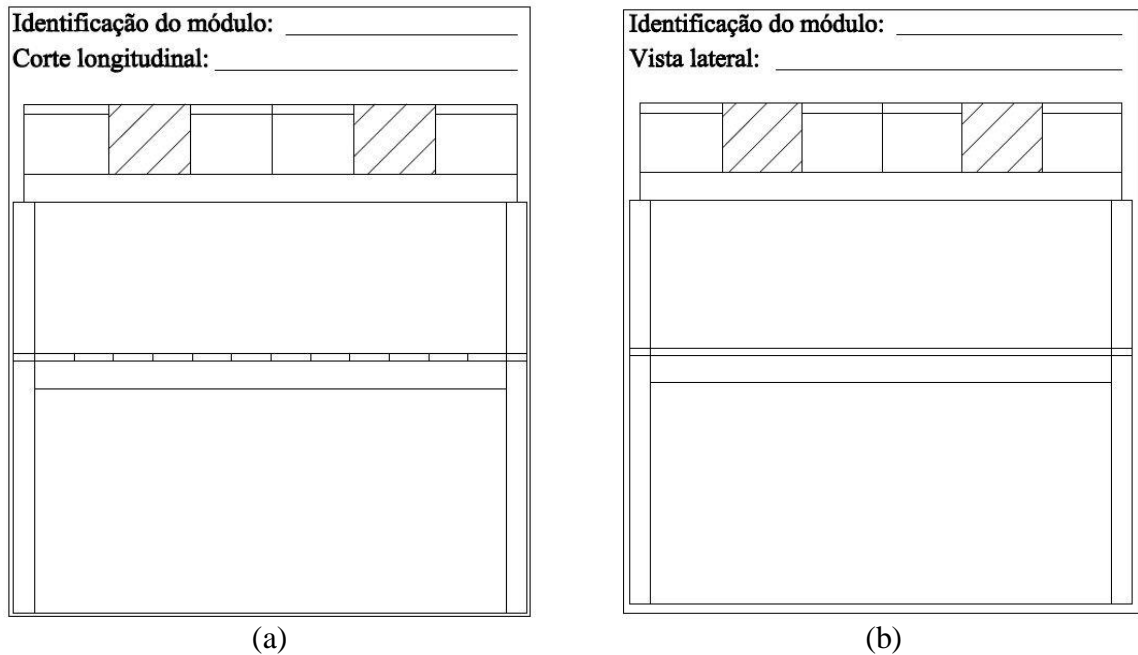 Identificação do módulo:
Corte longitudinal:
Identificação do módulo:
Vista lateral:
(a)
(b)